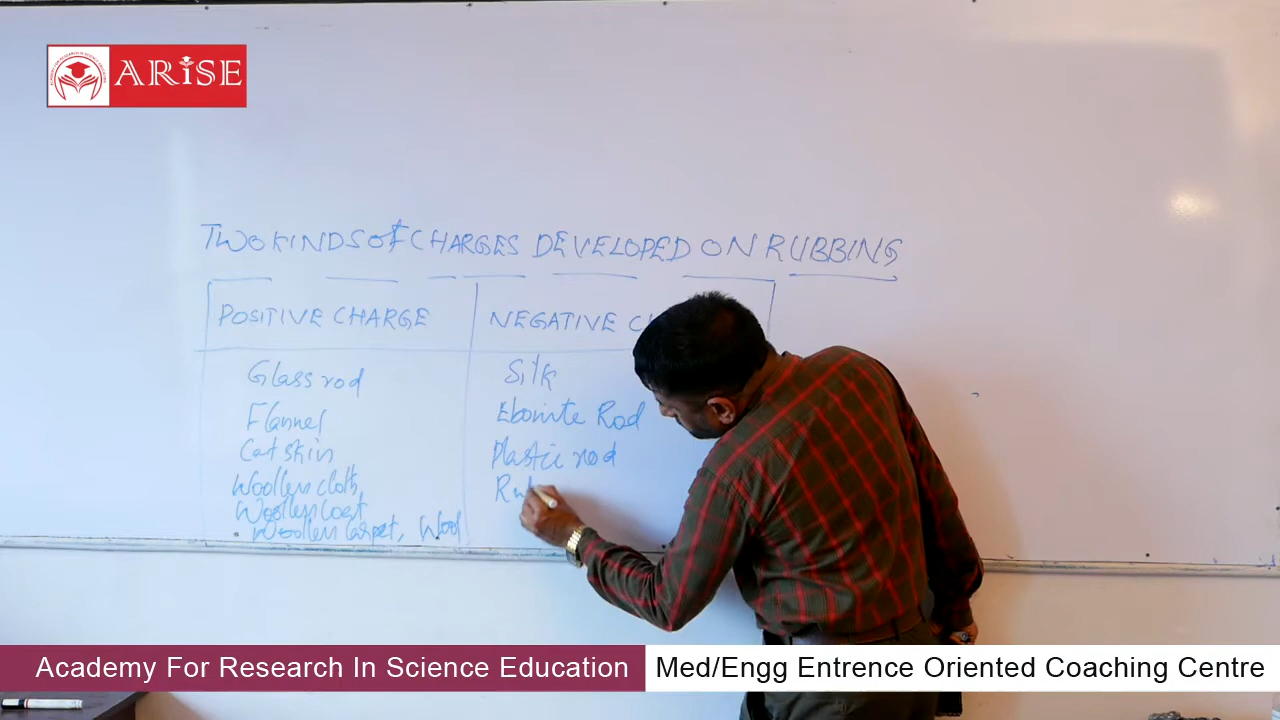 ARISE
TWO KINDS OF CHARGES DEVELOPED ON RUBBING
POSITIVE CHARGE
NEGATIVE
Glass rod
Silk
Flannel
Ebonite Rod
Cat skin
Plastic rod
Woollen cloth,
Woollen coat
Woollen Carpet, Wool
Academy For Research In Science Education
Med/Engg Entrence Oriented Coaching Centre